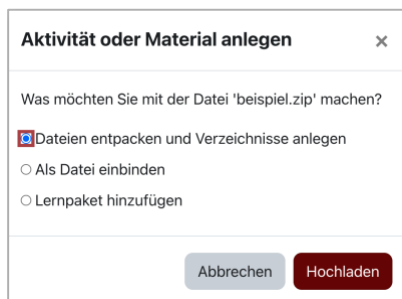 Aktivität oder Material anlegen
×
Was möchten Sie mit der Datei 'beispiel.zip' machen?
Dateien entpacken und Verzeichnisse anlegen
Als Datei einbinden
Lernpaket hinzufügen
Abbrechen
Hochladen